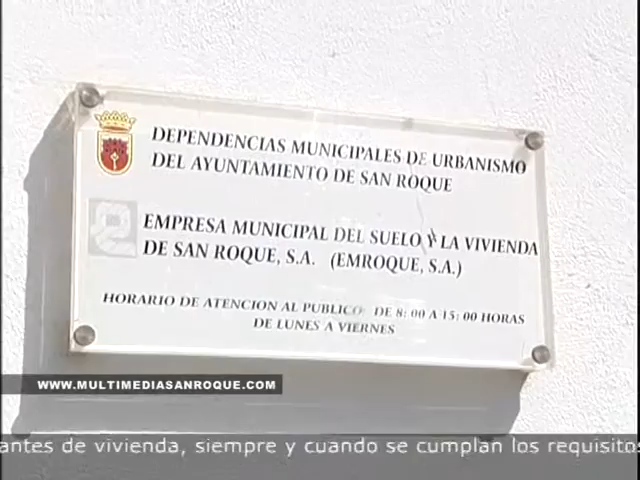 DEPENDENCIAS MUNICIPALES DE URBANISMO
DEL AYUNTAMIENTO DE SAN ROQUE
EMPRESA MUNICIPAL DEL SUELO Y LA VIVIENDA
DE SAN ROQUE, S.A. (EMROQUE, S.A.)
HORARIO DE ATENCION AL PUBLICO: DE 8: 00 A 15: 00 HORAS
DE LUNES A VIERNES
WWW.MULTIMEDIASANROQUE.COM
antes de vivienda, siempre y cuando se cumplan los requisitos